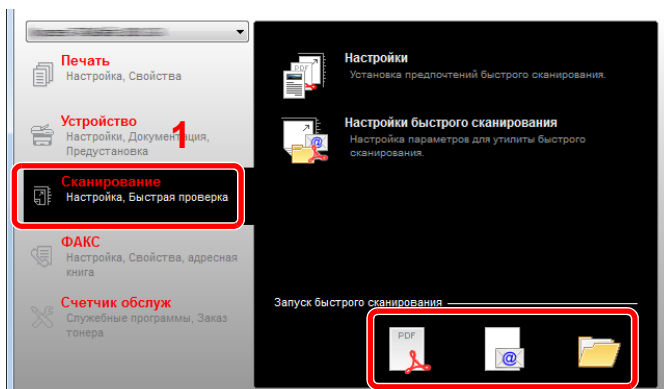 Печать
Настройка, Свойства
Устройство
Настройки, Документация,
Предустановка
1
Сканирование
Настройка, Быстрая проверка
ФАКС
Настройка, Свойства, адресная
книга
Счетчик обслуж
Служебные программы, Заказ
тонера
PDF
Настройки
Установка предпочтений быстрого сканирования.
@
Настройки быстрого сканирования
Настройка параметров для утилиты быстрого
сканирования.
Запуск быстрого сканирования
PDF
@